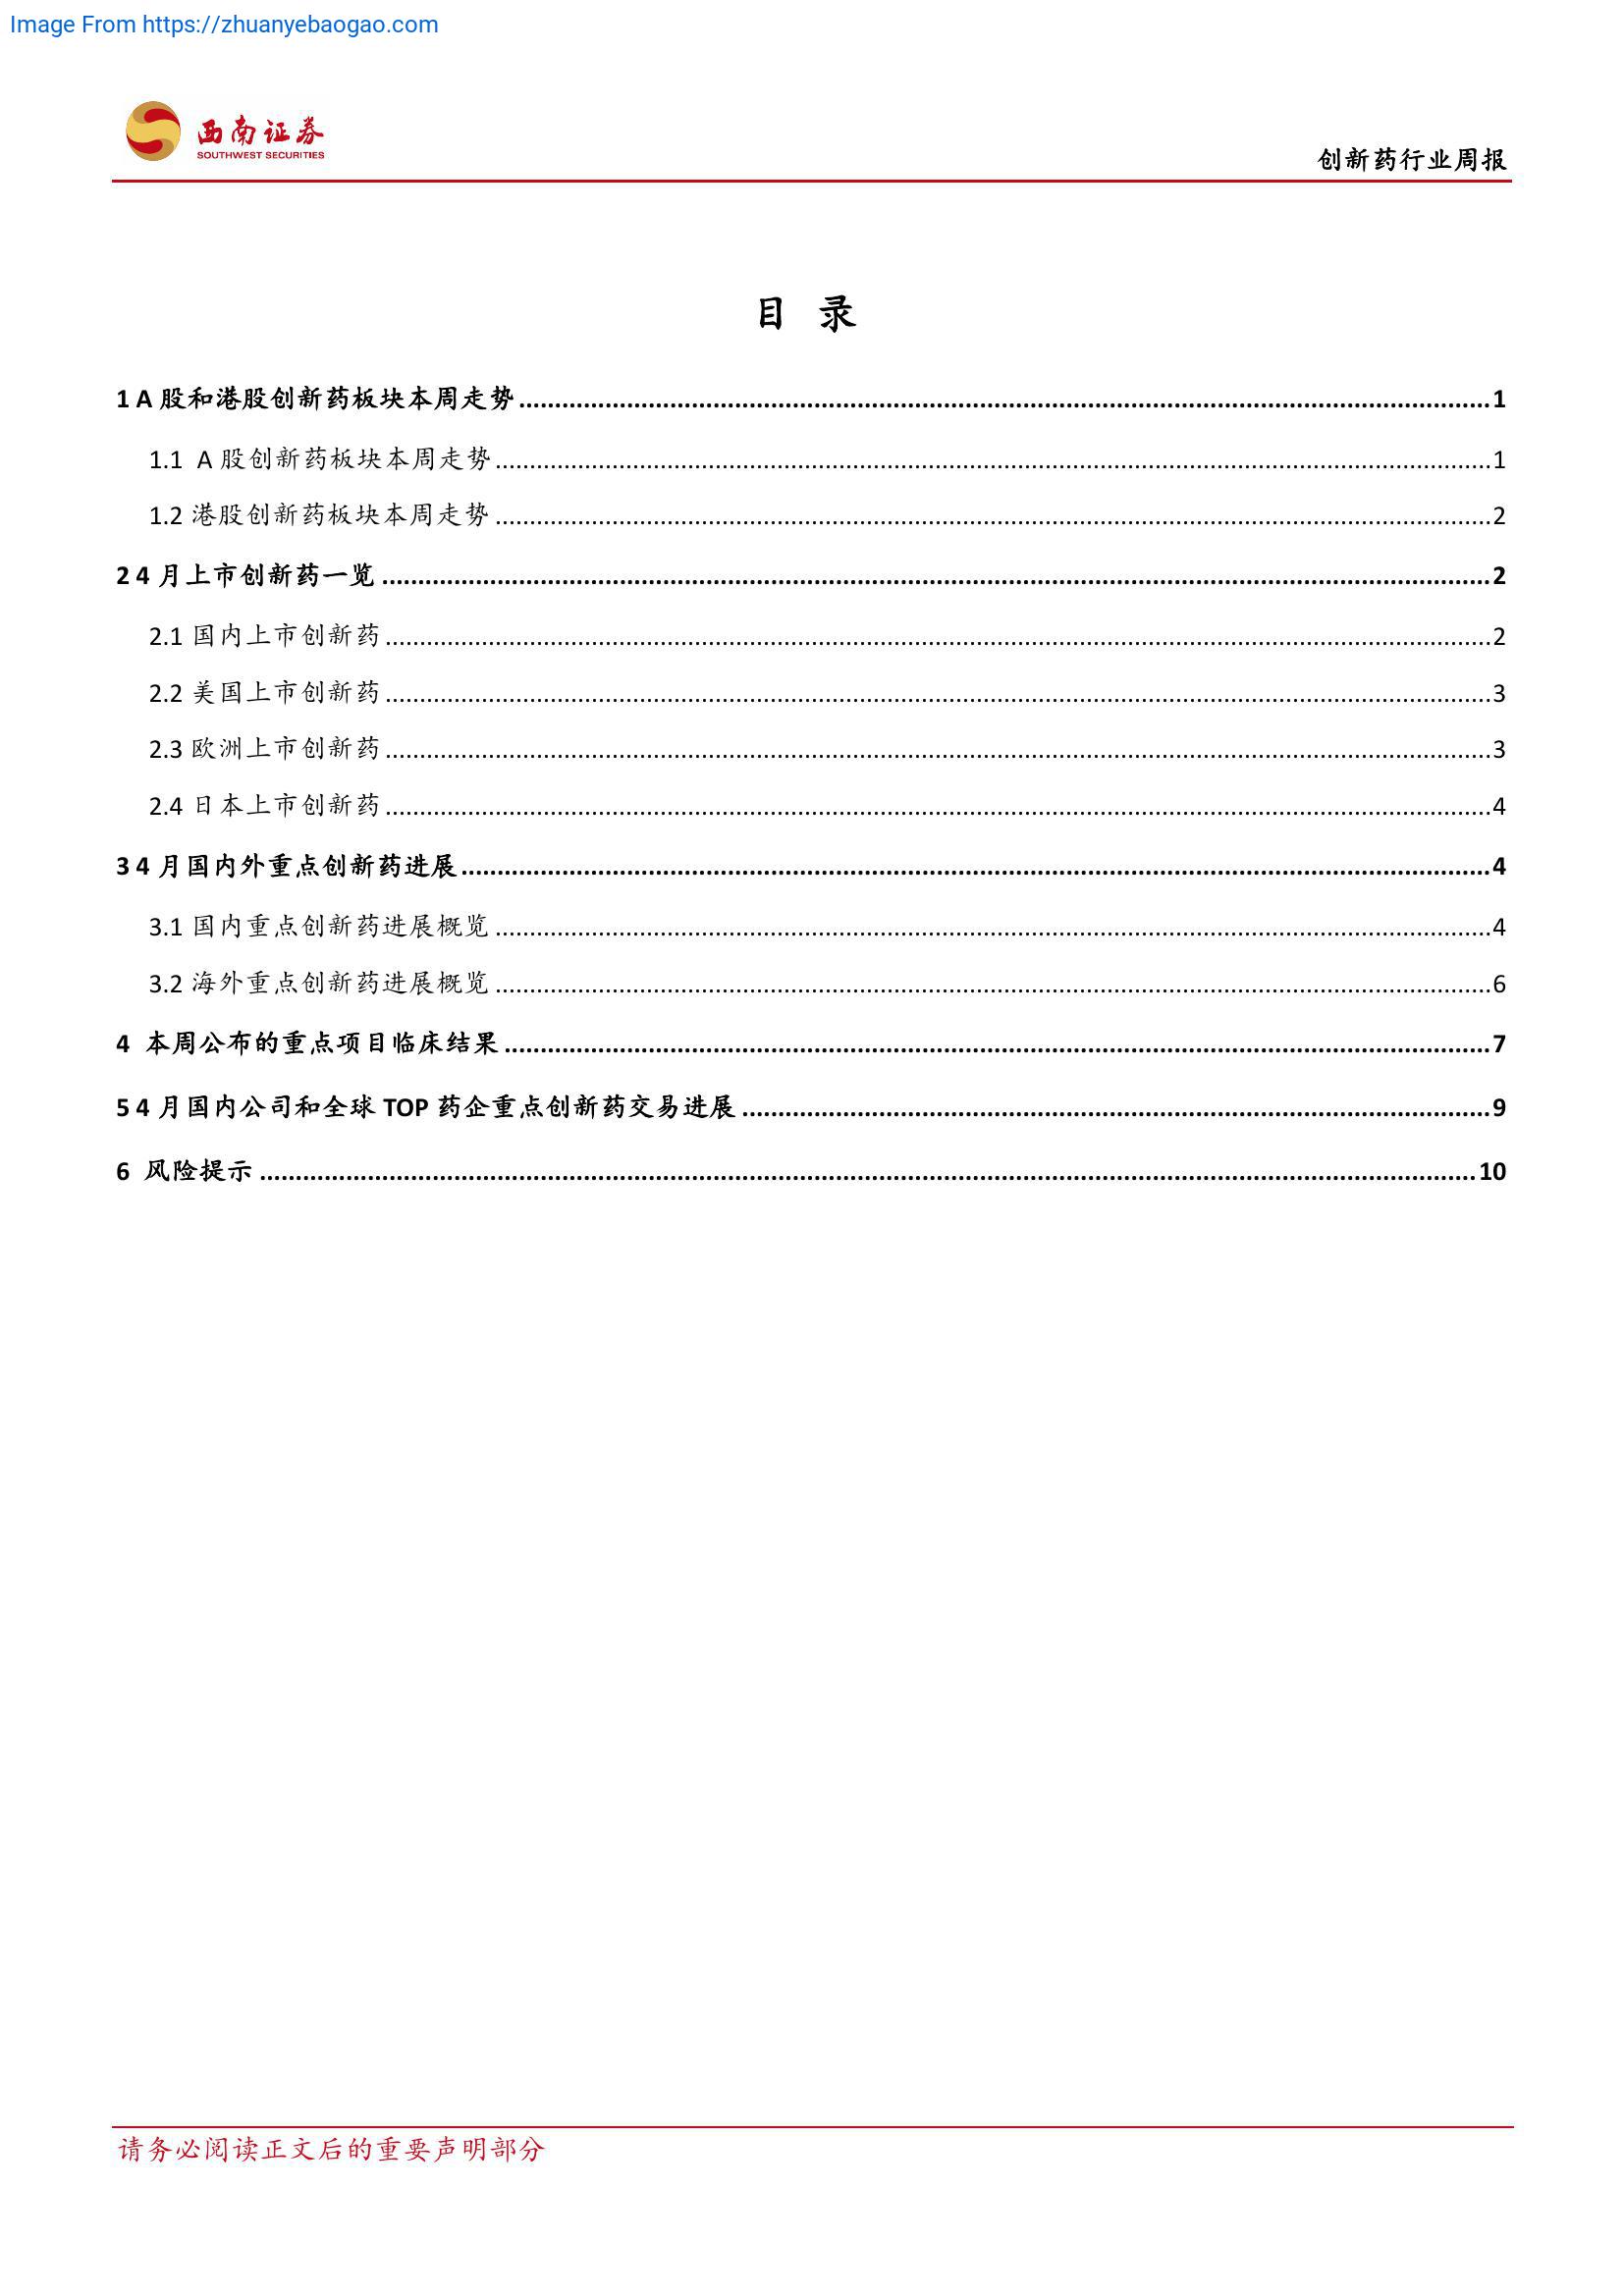 Image From https://zhuanyebaogao.com
西南证券
SOUTHWEST SECURITIES
创新药行业周报
目 录
1 A 股和港股创新药板块本周走势 1
1.1 A 股创新药板块本周走势 1
1.2 港股创新药板块本周走势 2
2 4 月上市创新药一览 2
2.1 国内上市创新药 2
2.2 美国上市创新药 3
2.3 欧洲上市创新药 3
2.4 日本上市创新药 4
3 4 月国内外重点创新药进展 4
3.1 国内重点创新药进展概览 4
3.2 海外重点创新药进展概览 6
4 本周公布的重点项目临床结果 7
5 4 月国内公司和全球 TOP 药企重点创新药交易进展 9
6 风险提示 10
请务必阅读正文后的重要声明部分